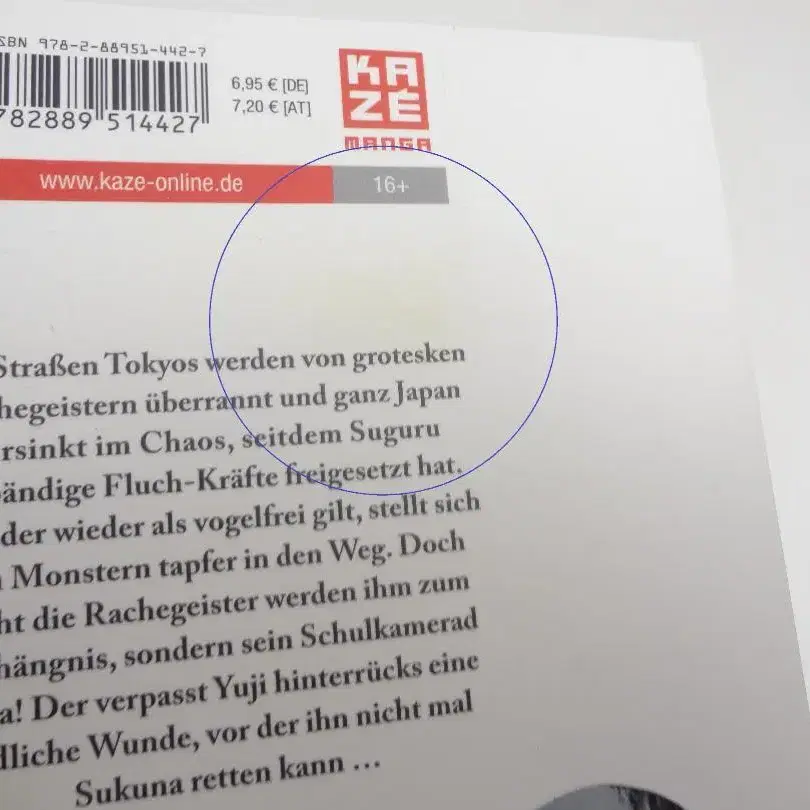 SBN 978-2-88951-442-7
782889 514427
6,95 € [DE]
7,20 € [AT]
KA
ZÉ
MANGA
www.kaze-online.de
16+
Straßen Tokyos werden von grotesken
hegeistern überrannt und ganz Japan
rsinkt im Chaos, seitdem Suguru
bändige Fluch-Kräfte freigesetzt hat.
der wieder als vogelfrei gilt, stellt sich
Monstern tapfer in den Weg. Doch
ht die Rachegeister werden ihm zum
hängnis, sondern sein Schulkamerad
a! Der verpasst Yuji hinterrücks eine
dliche Wunde, vor der ihn nicht mal
Sukuna retten kann ...